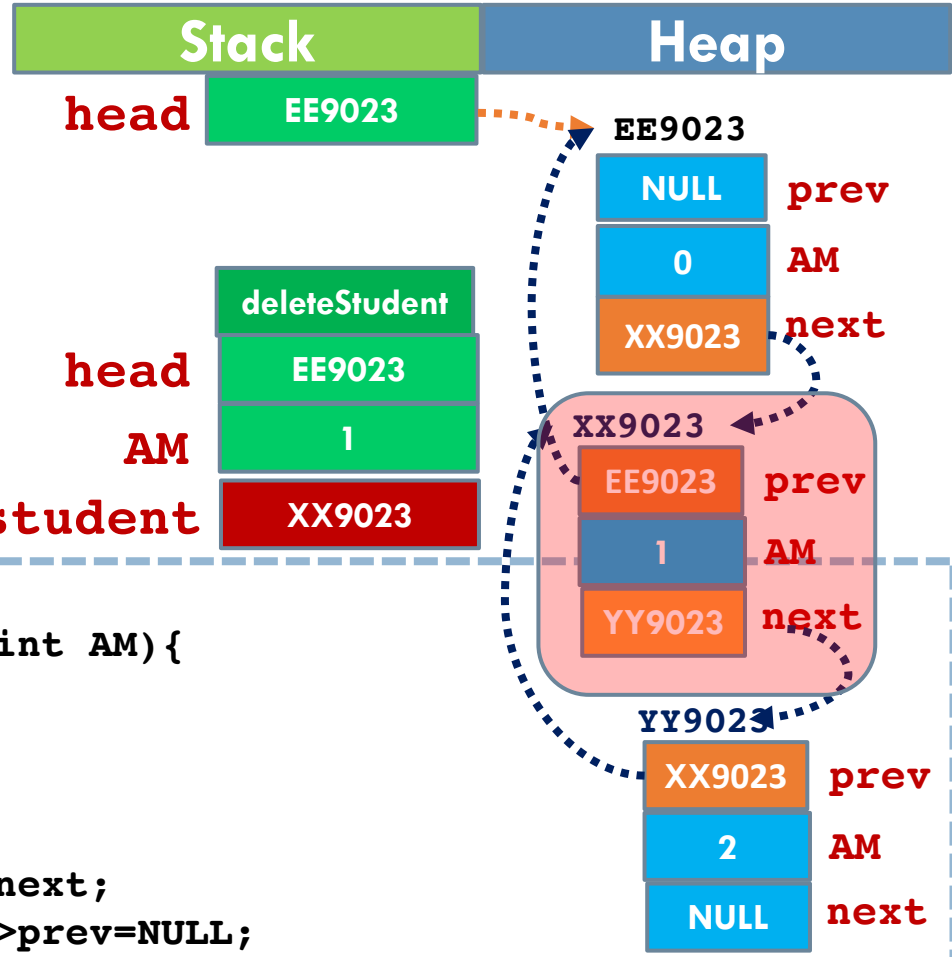 Stack Heap
head EE9023
EE9023
NULL prev
0 AM
XX9023 next
deleteStudent
head EE9023
AM 1
student XX9023
XX9023
EE9023 prev
1 AM
YY9023 next
int AM){
YY9023
XX9023 prev
2 AM
next;
NULL next
>prev=NULL;